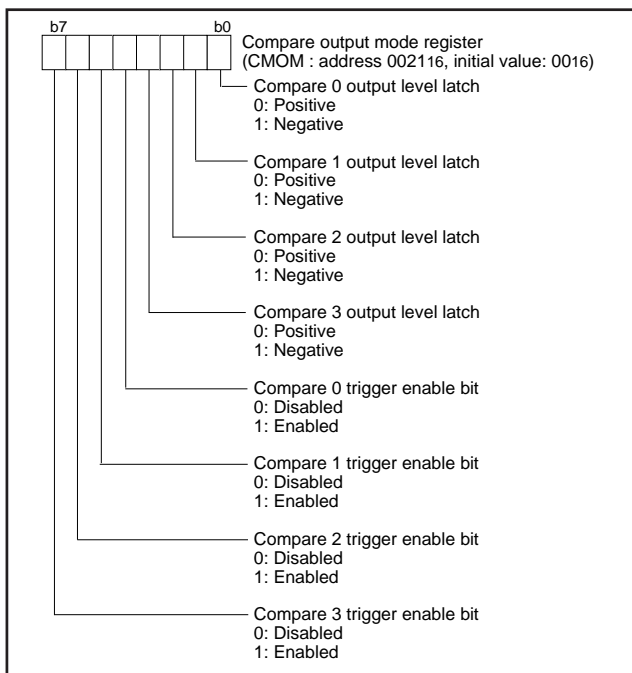 b7 b0
Compare output mode register
(CMOM : address 002116, initial value: 0016)
Compare 0 output level latch
0: Positive
1: Negative
Compare 1 output level latch
0: Positive
1: Negative
Compare 2 output level latch
0: Positive
1: Negative
Compare 3 output level latch
0: Positive
1: Negative
Compare 0 trigger enable bit
0: Disabled
1: Enabled
Compare 1 trigger enable bit
0: Disabled
1: Enabled
Compare 2 trigger enable bit
0: Disabled
1: Enabled
Compare 3 trigger enable bit
0: Disabled
1: Enabled